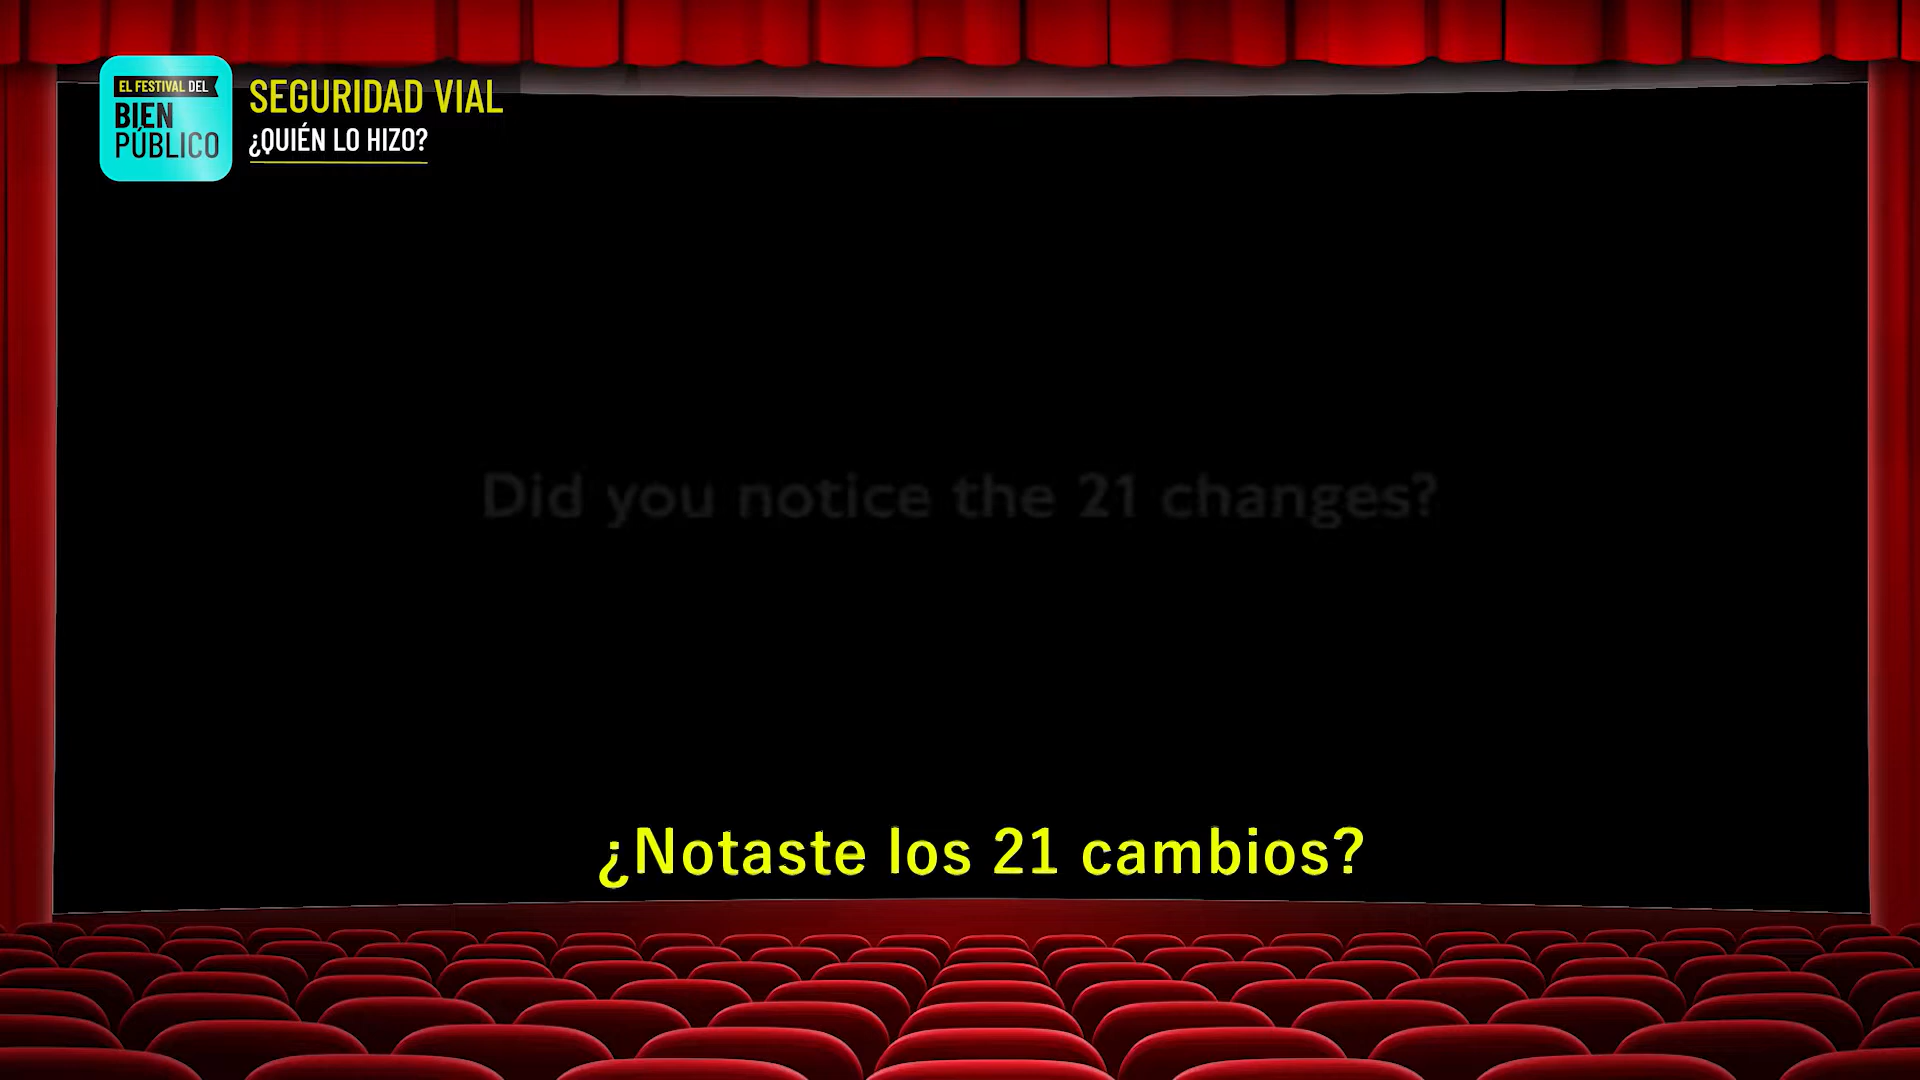 EL FESTIVAL DEL
BIEN
PÚBLICO
SEGURIDAD VIAL
¿QUIÉN LO HIZO?
Did you notice the 21 changes?
¿Notaste los 21 cambios?